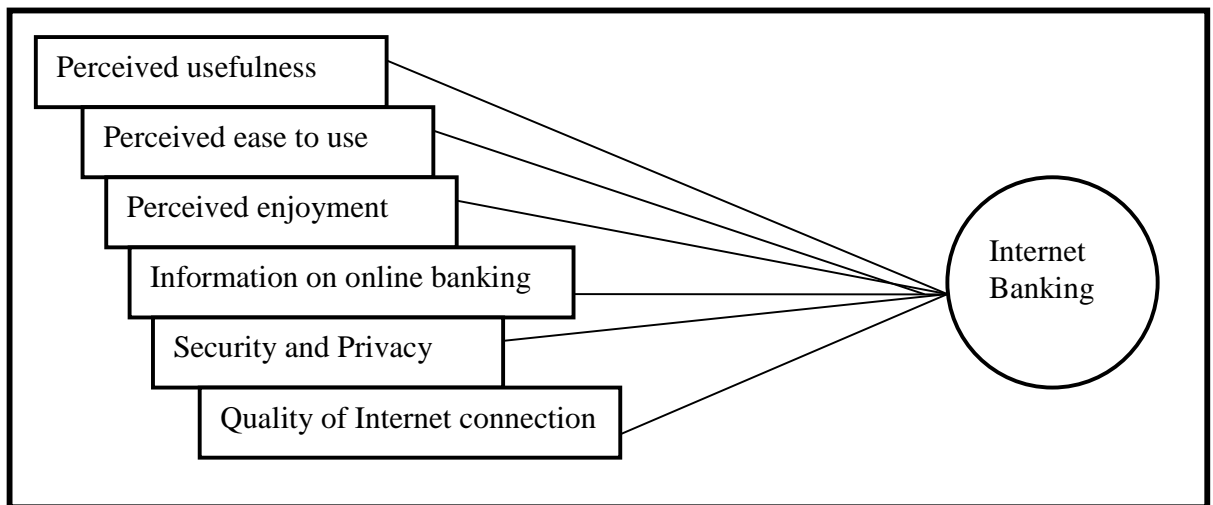 Perceived usefulness
Perceived ease to use
Perceived enjoyment
Information on online banking
Security and Privacy
Quality of Internet connection
Internet
Banking